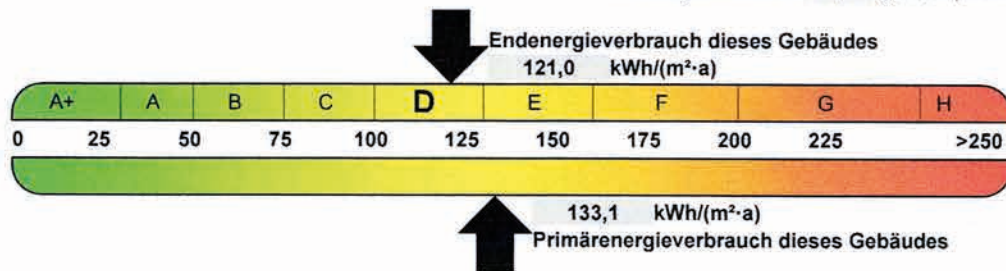 Endenergieverbrauch dieses Gebäudes
121,0 kWh/(m²·a)
A+ A B C D E F G H
0 25 50 75 100 125 150 175 200 225 >250
133,1 kWh/(m²·a)
Primärenergieverbrauch dieses Gebäudes